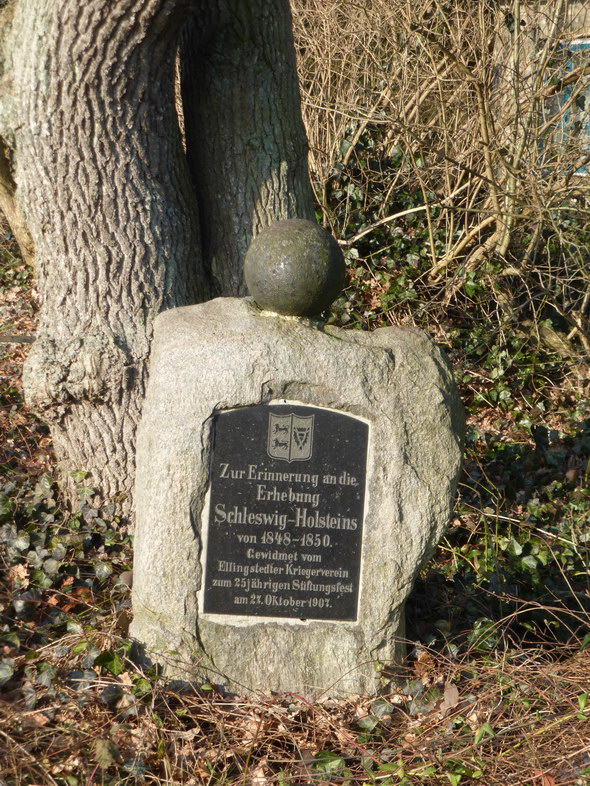 Zur Erinnerung an die
Erhebung
Schleswig-Holsteins
von 1848-1850.
Gewidmet vom
Ellingstedter Kriegerverein
zum 25jährigen Stiftungsfest
am 27. Oktober 1907.